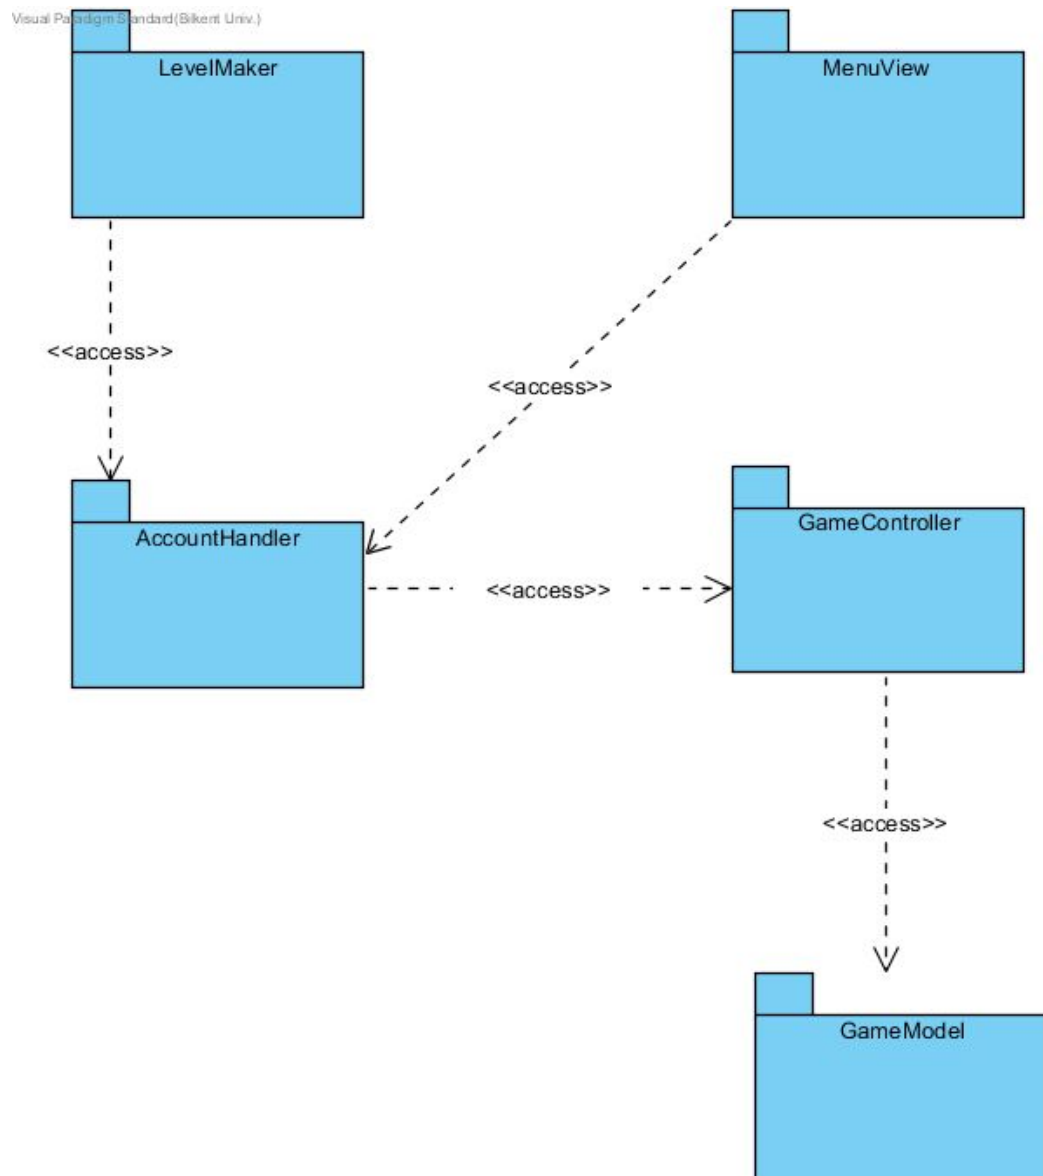 Visual Paradigm Standard(Bilkent Univ.)
LevelMaker
MenuView
<<access>>
<<access>>
AccountHandler
GameController
<<access>>
<<access>>
GameModel